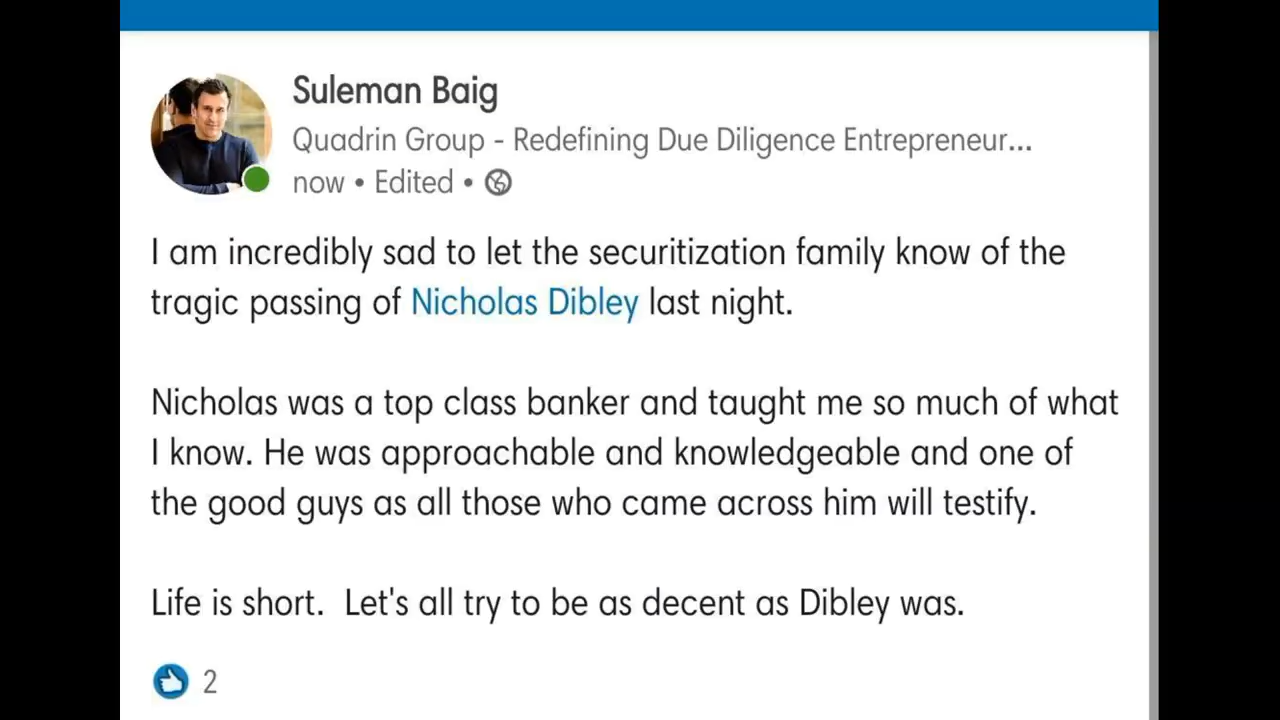 Suleman Baig
Quadrin Group - Redefining Due Diligence Entrepreneur...
now • Edited •
I am incredibly sad to let the securitization family know of the
tragic passing of Nicholas Dibley last night.
Nicholas was a top class banker and taught me so much of what
I know. He was approachable and knowledgeable and one of
the good guys as all those who came across him will testify.
Life is short.  Let's all try to be as decent as Dibley was.
2